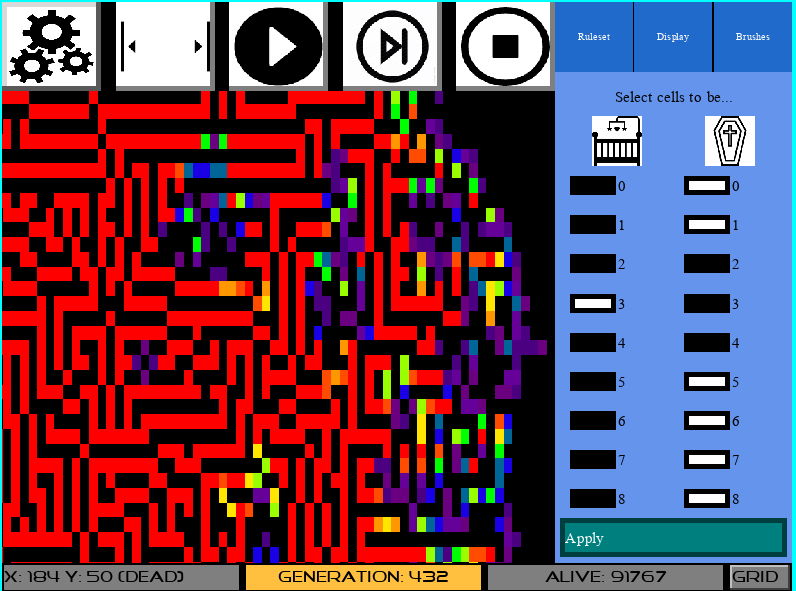 Ruleset Display Brushes
Select cells to be...
0 0
1 1
2 2
3 3
4 4
5 5
6 6
7 7
8 8
Apply
X: 184 Y: 50 (DEAD) GENERATION: 432 ALIVE: 91767 GRID